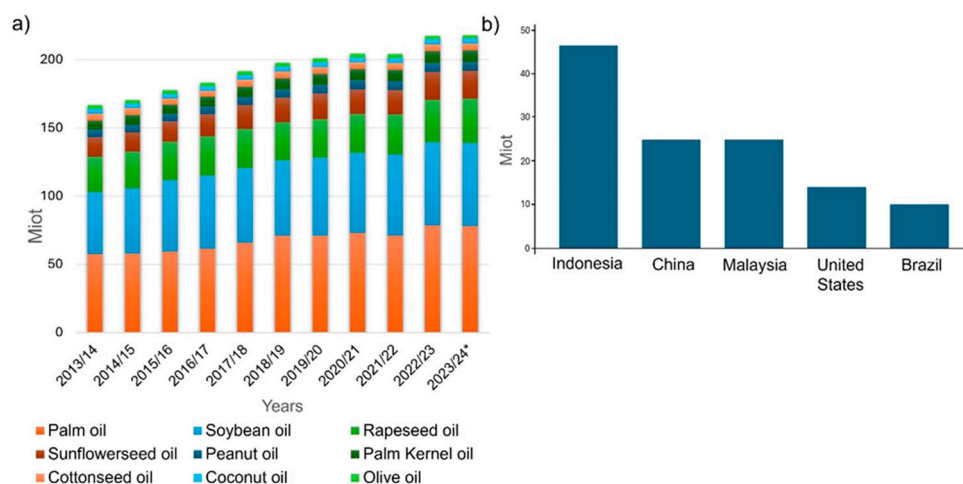 a)
200
150
100
50
0
Miot
2013/14
2014/15
2015/16
2016/17
2017/18
2018/19
2019/20
2020/21
2021/22
2022/23
2023/24*
Years
Palm oil
Soybean oil
Rapeseed oil
Sunflowerseed oil
Peanut oil
Palm Kernel oil
Cottonseed oil
Coconut oil
Olive oil
b)
50
40
30
20
10
0
Miot
Indonesia
China
Malaysia
United
States
Brazil